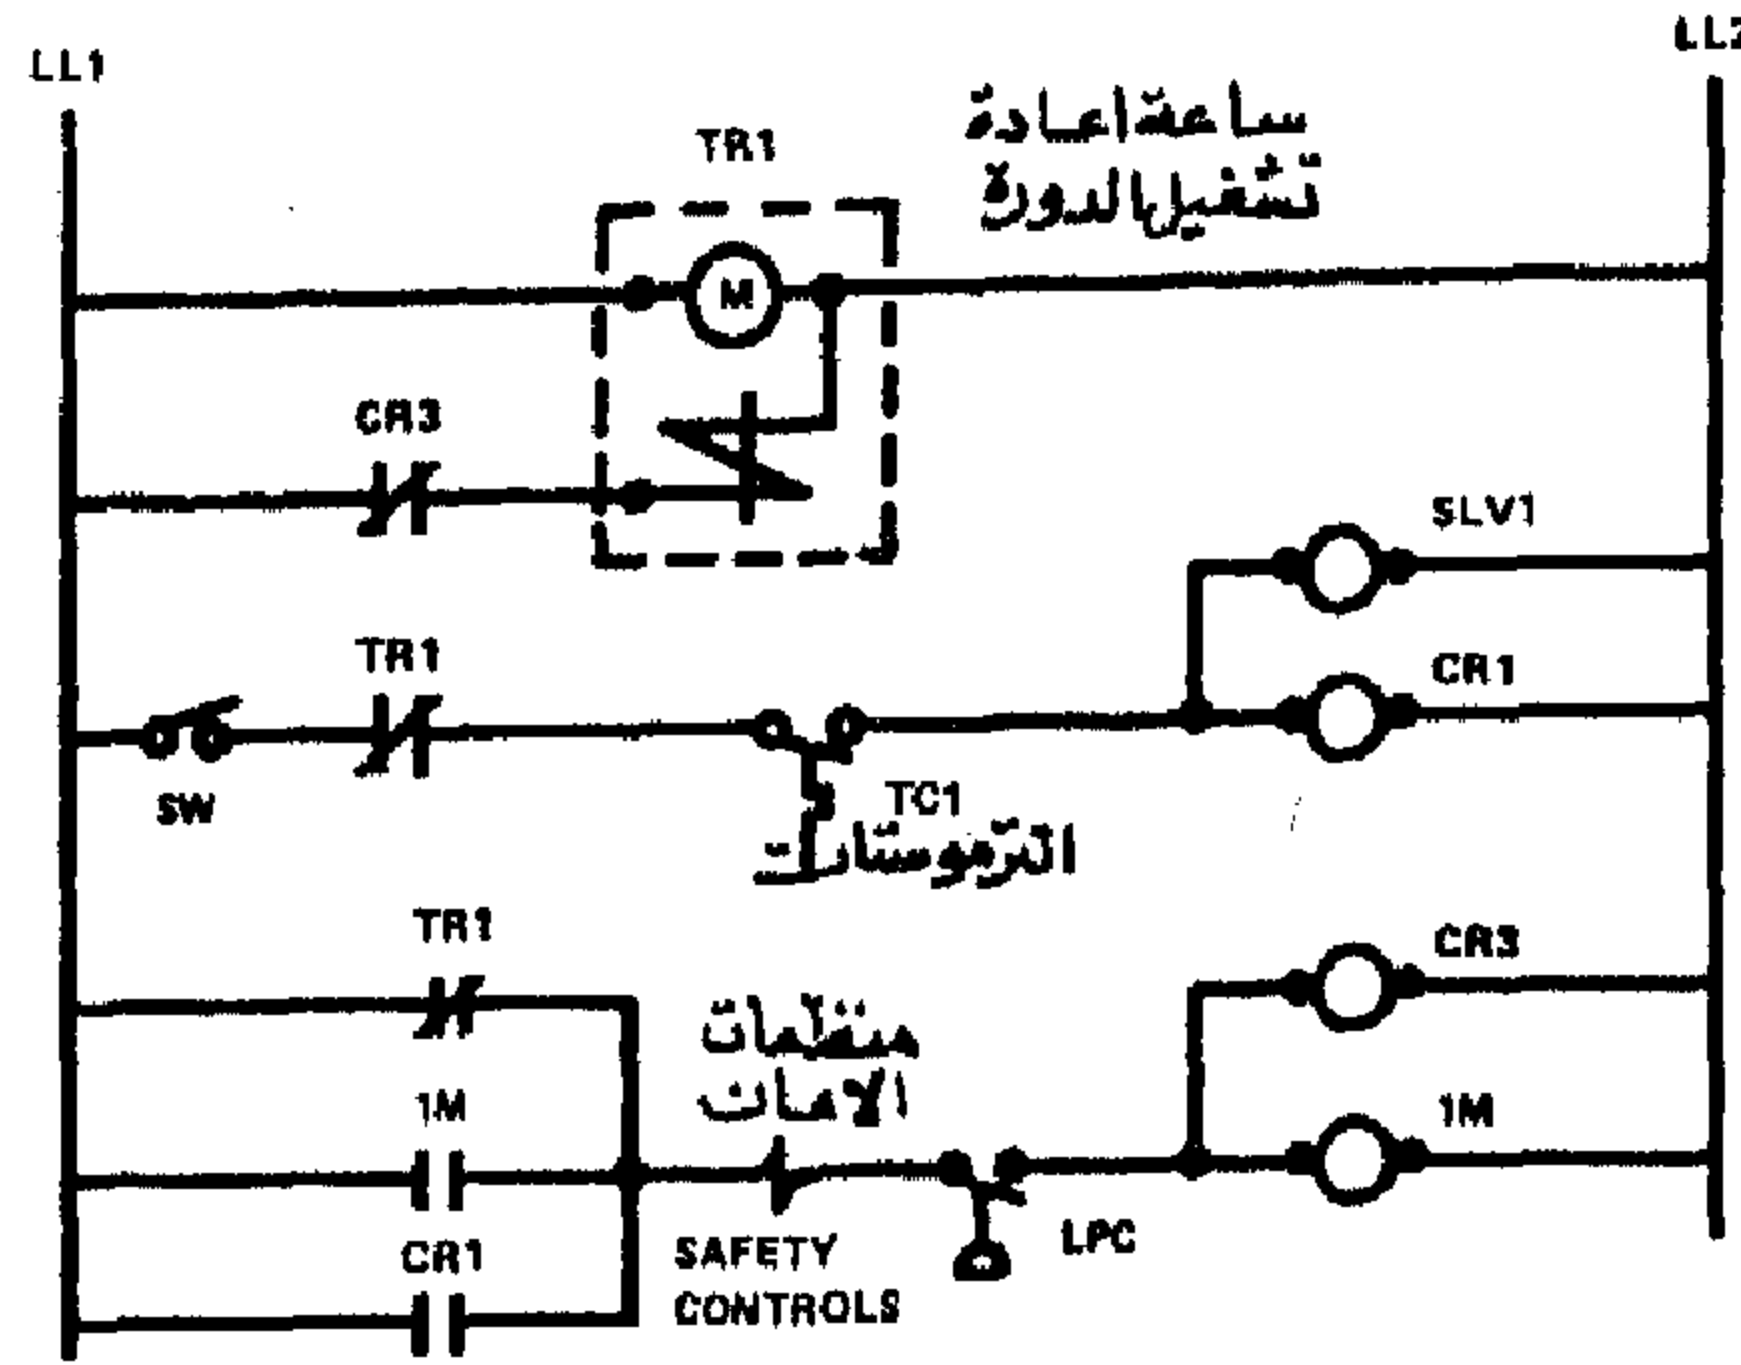 LL1
LL2
TR1
ساعة اعادة
تشغيل الدورة
M
CR3
SLV1
TR1
CR1
SW
TC1
الترموستات
TR1
CR3
منظمات
الامان
1M
1M
CR1
SAFETY
CONTROLS
LPC